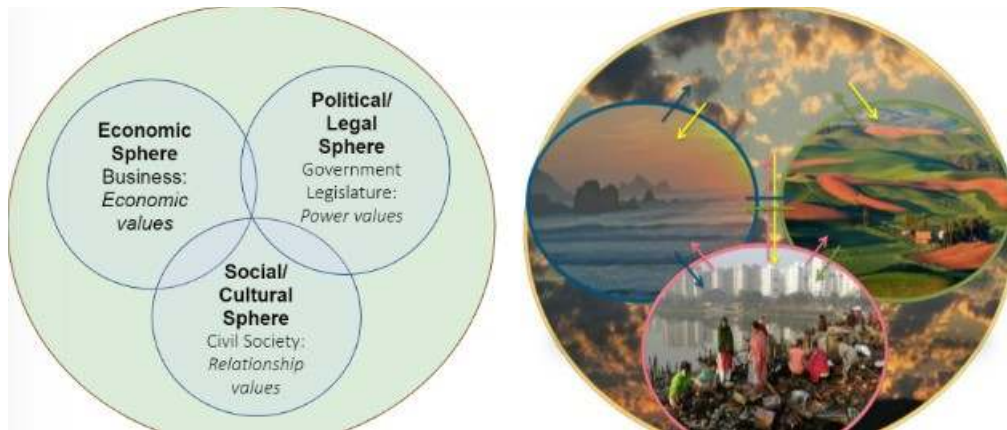 Economic
Sphere
Business:
Economic
values
Political/
Legal
Sphere
Government
Legislature:
Power values
Social/
Cultural
Sphere
Civil Society:
Relationship
values